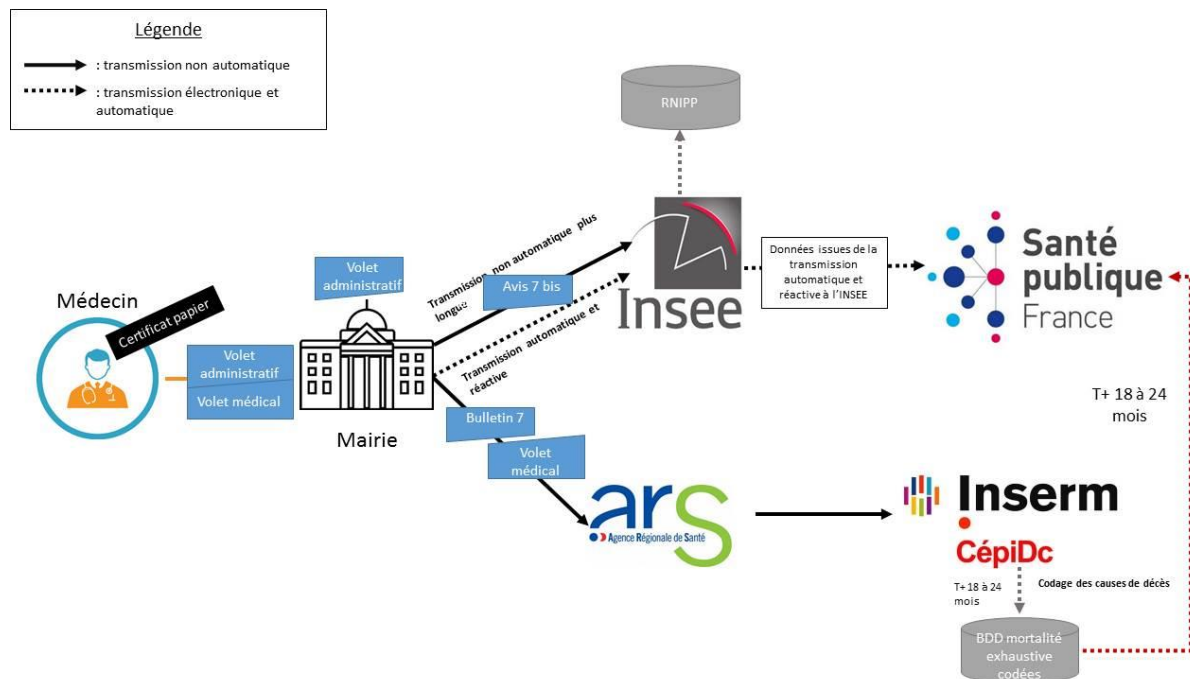 Légende
: transmission non automatique
: transmission électronique et
automatique
RNIPP
Médecin
Certificat papier
Volet
administratif
Volet médical
Volet
administratif
Mairie
Transmission non automatique plus
longue
Avis 7 bis
Transmission automatique et
réactive
Insee
Données issues de la
transmission
automatique et
réactive à l'INSEE
Santé
publique
France
Bulletin 7
Volet
médical
ars
Agence Régionale de Santé
Inserm
CépiDc
T+ 18 à 24
mois
T+ 18 à 24
mois
Codage des causes de décès
BDD mortalité
exhaustive
codées